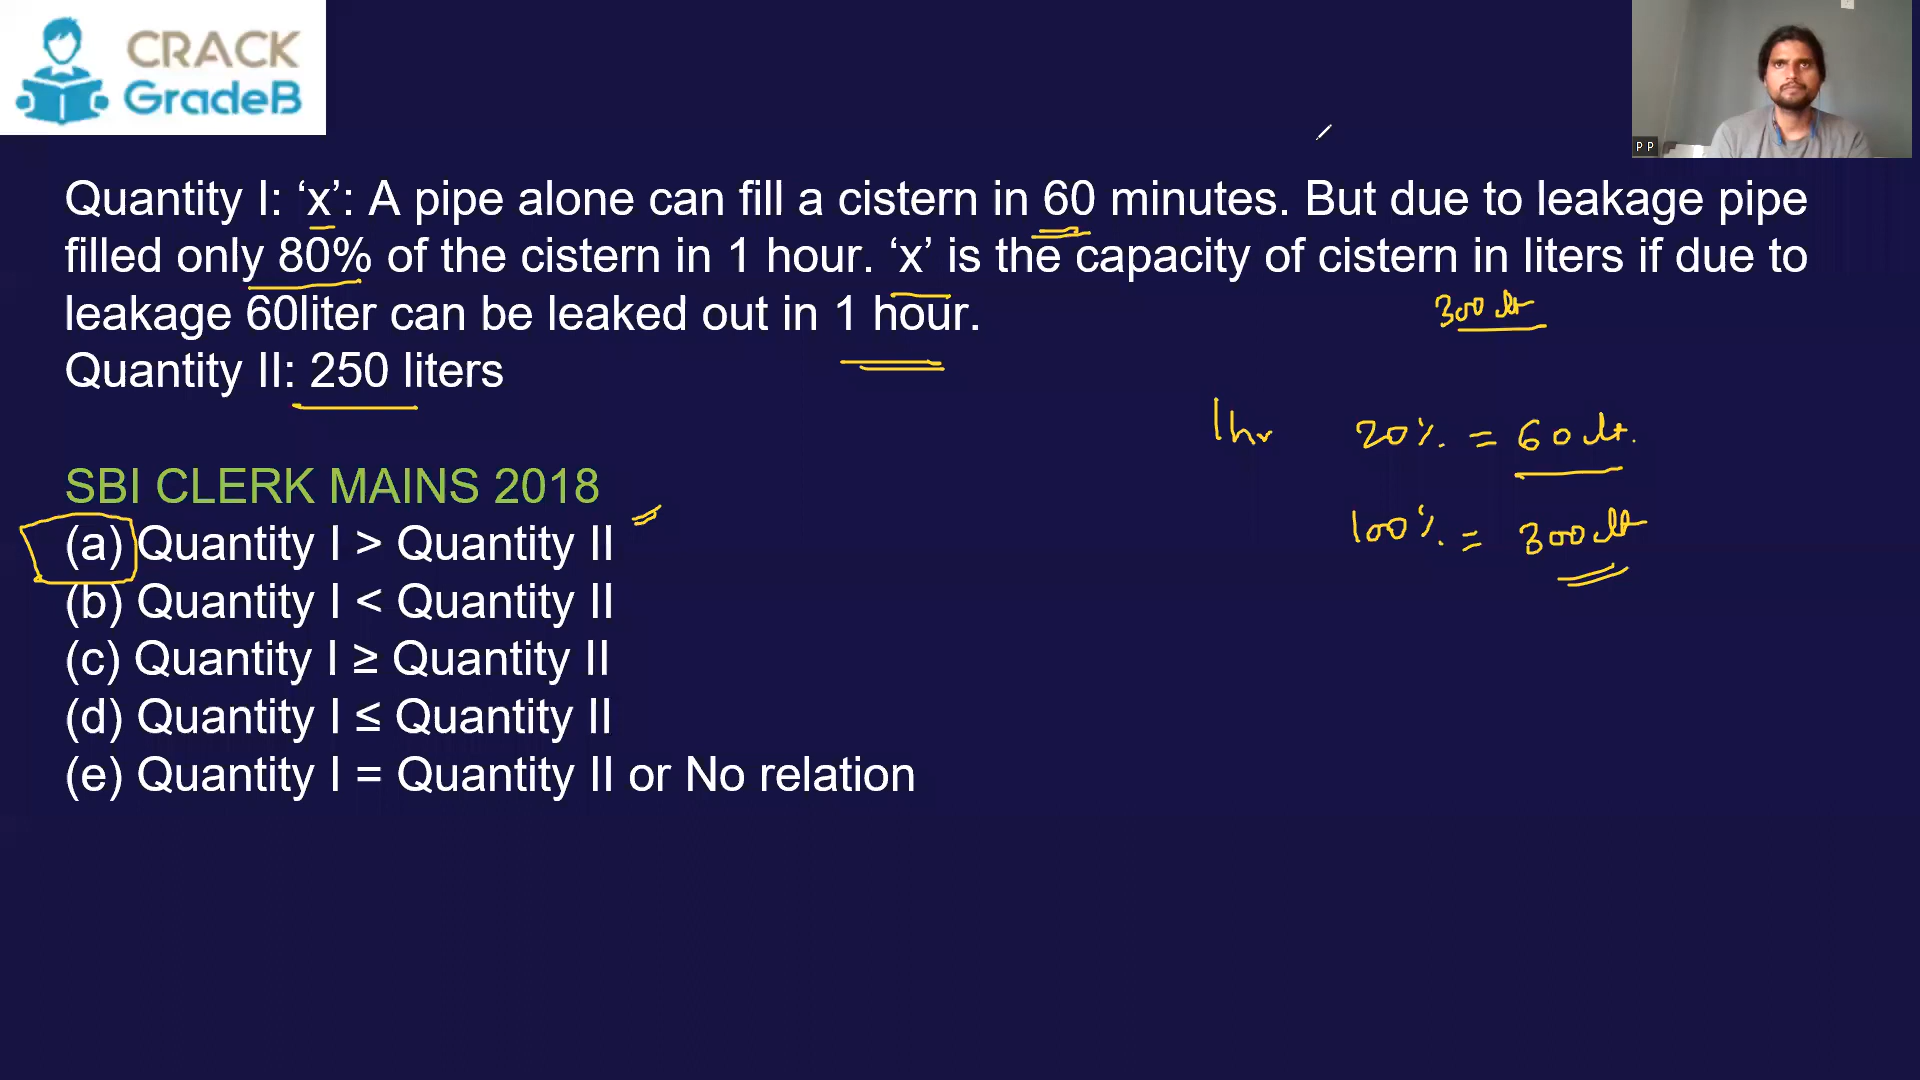 CRACK
GradeB
P P
Quantity I: ‘x’: A pipe alone can fill a cistern in 60 minutes. But due to leakage pipe
filled only 80% of the cistern in 1 hour. ‘x’ is the capacity of cistern in liters if due to
leakage 60liter can be leaked out in 1 hour.
300 lt
Quantity II: 250 liters
1hr 20% = 60 lt.
100% = 300 lt
SBI CLERK MAINS 2018
(a) Quantity I > Quantity II
(b) Quantity I < Quantity II
(c) Quantity I ≥ Quantity II
(d) Quantity I ≤ Quantity II
(e) Quantity I = Quantity II or No relation